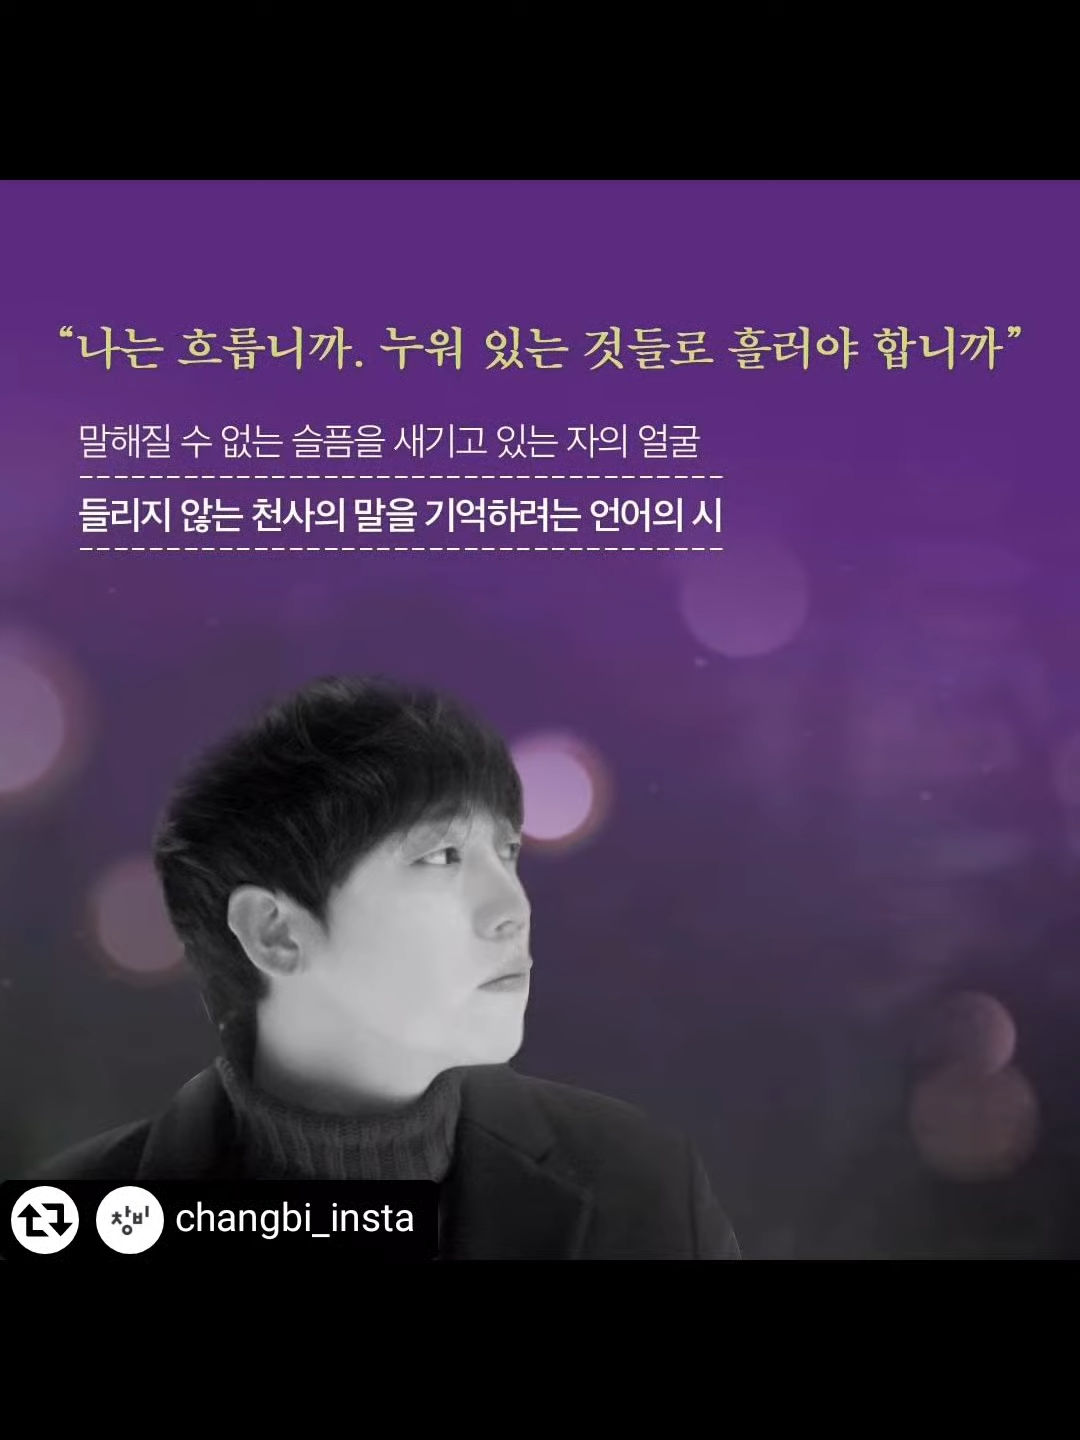 “나는 흐릅니까. 누워 있는 것들로 흘러야 합니까”
말해질 수 없는 슬픔을 새기고 있는 자의 얼굴
들리지 않는 천사의 말을 기억하려는 언어의 시
창비 changbi_insta